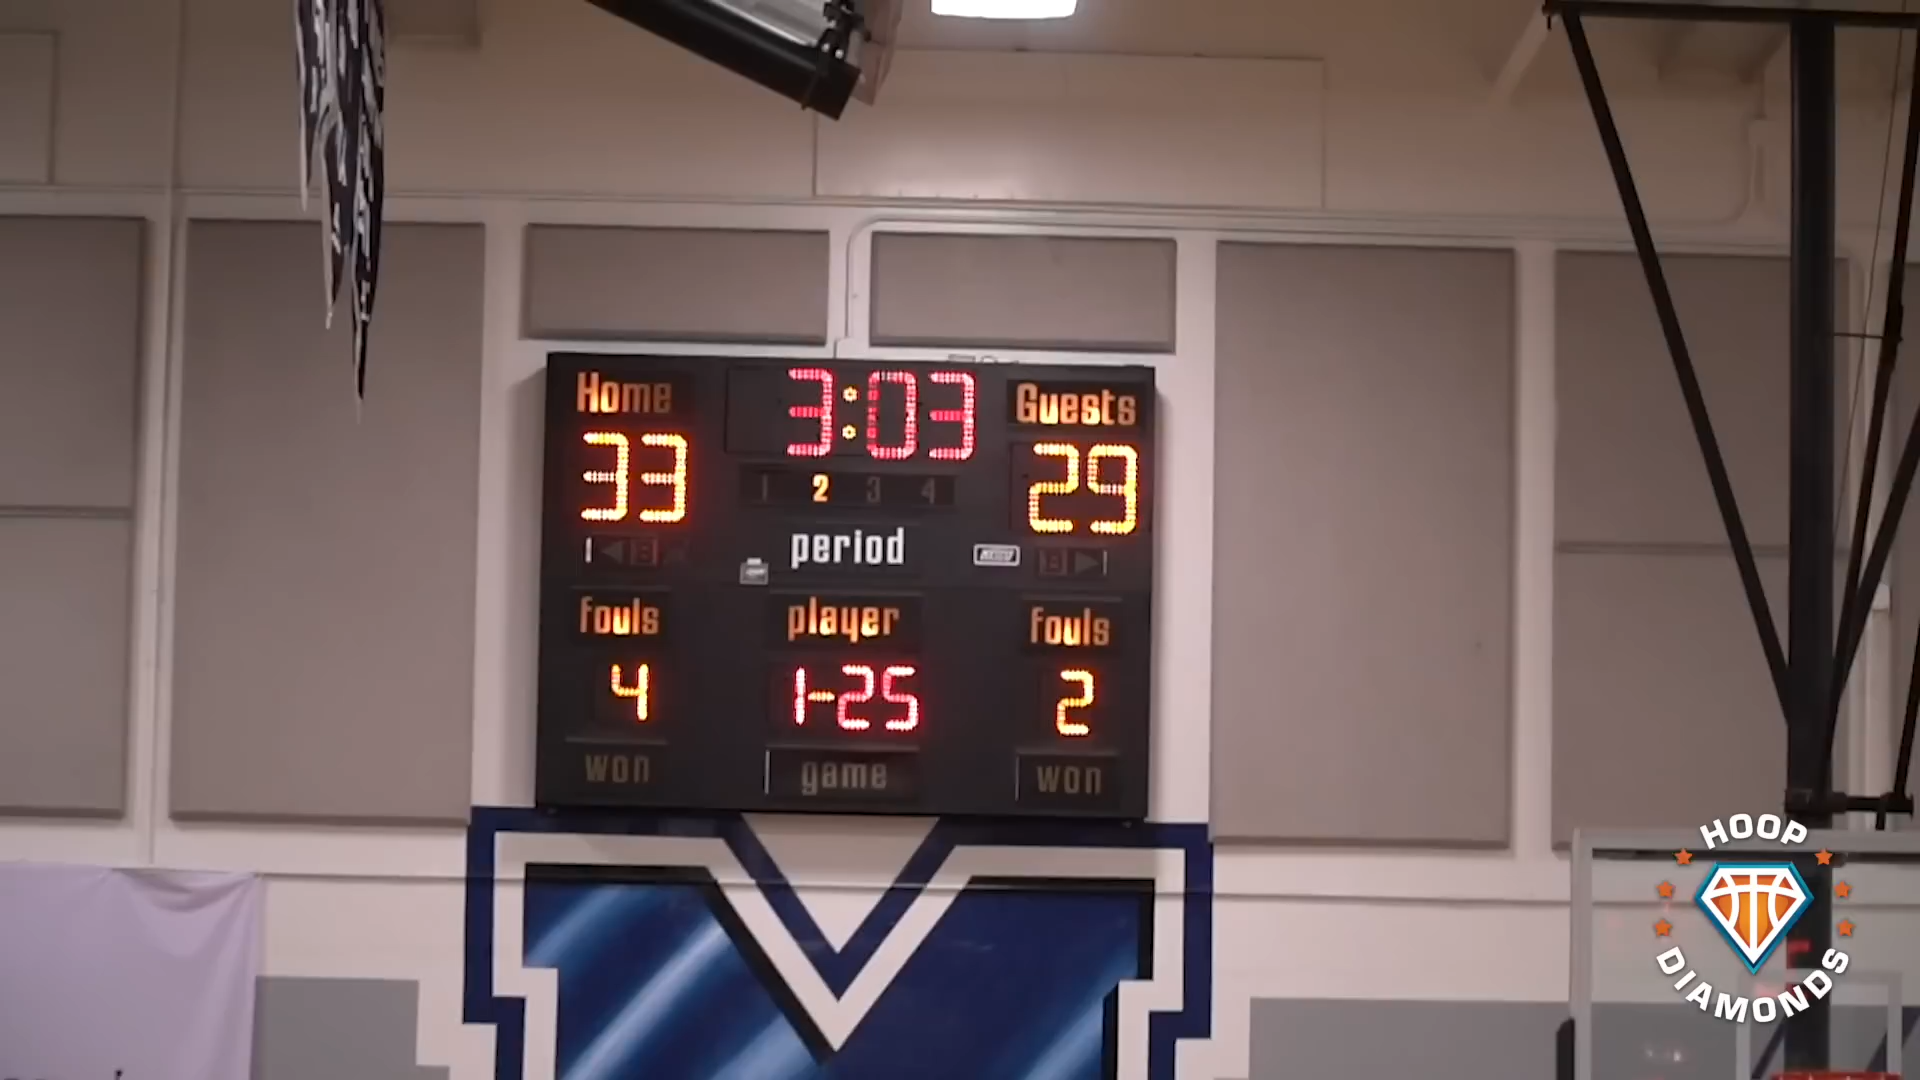 Home 3:03 Guests
33 29
1 2 3 4
period
B B
fouls player fouls
4 1-25 2
won game won
HOOP
DIAMONDS